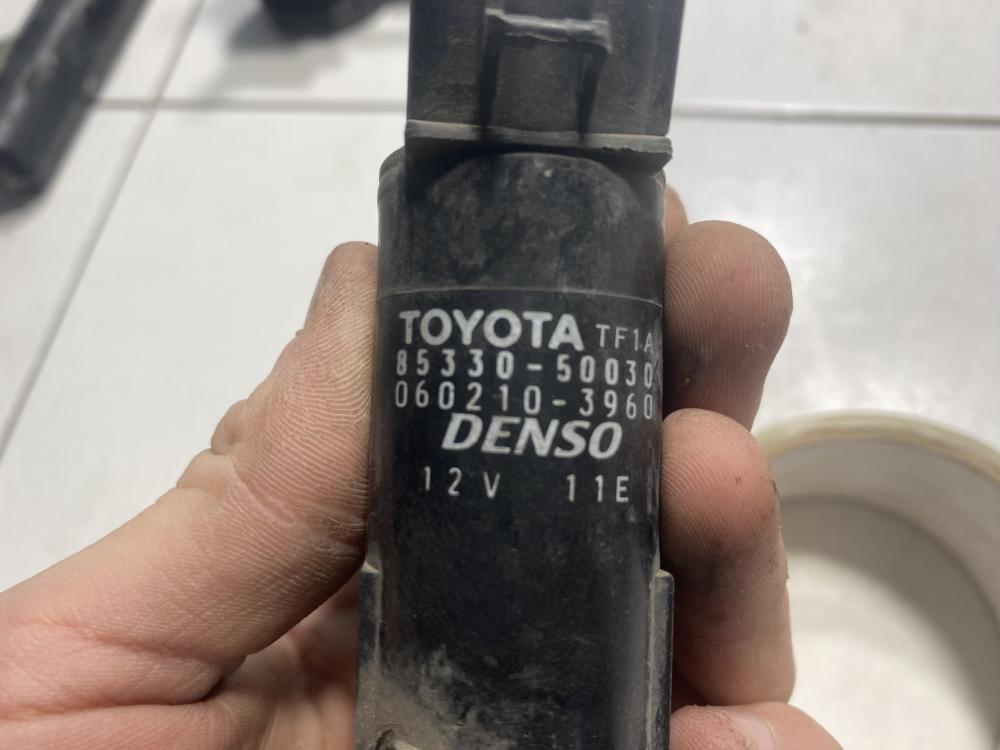 TOYOTA TF1A
85330-50030
060210-3960
DENSO
12V 11E